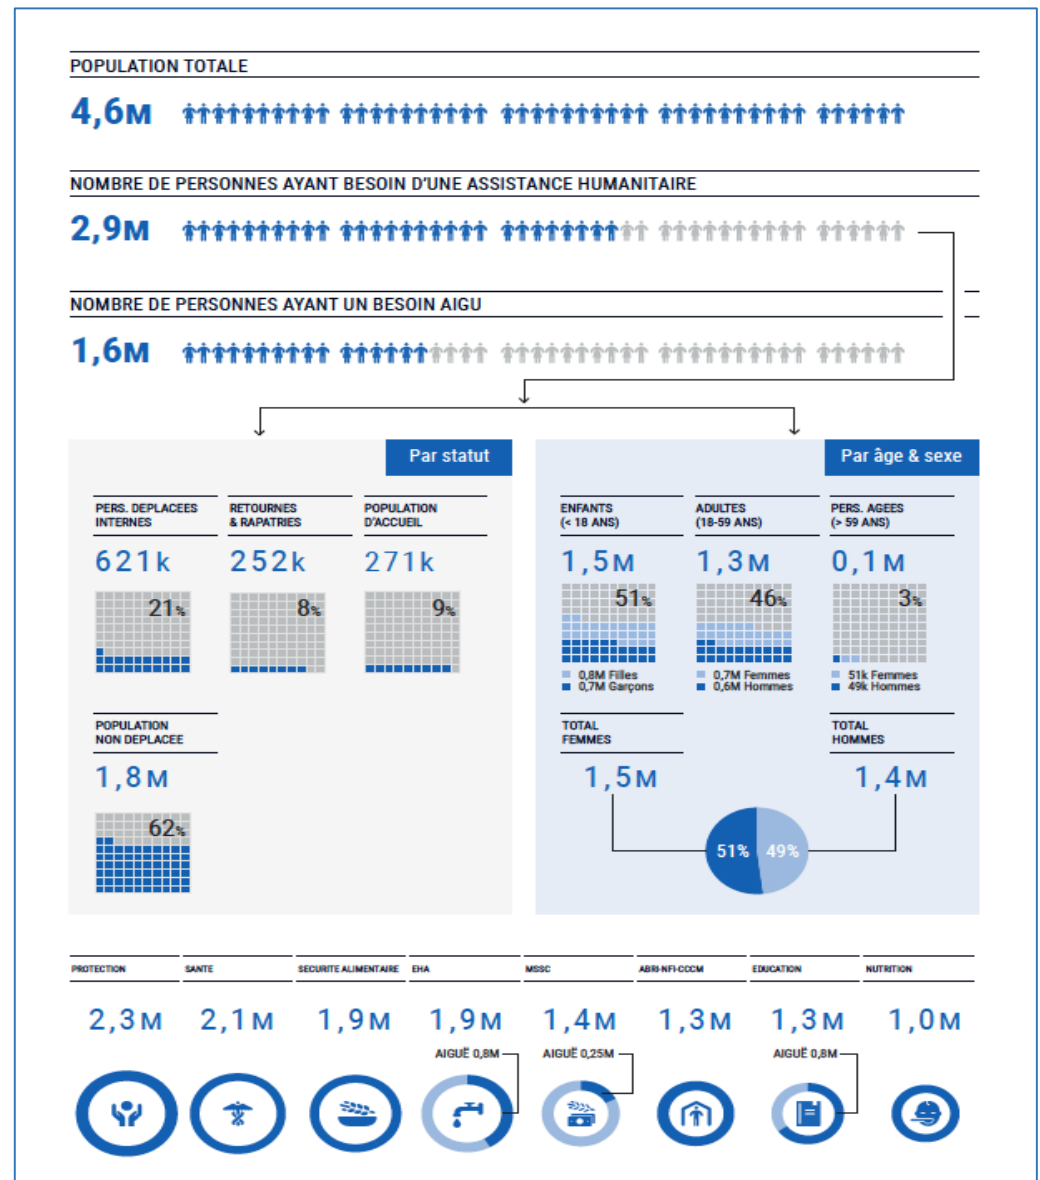 POPULATION TOTALE
4,6M
NOMBRE DE PERSONNES AYANT BESOIN D'UNE ASSISTANCE HUMANITAIRE
2,9M
NOMBRE DE PERSONNES AYANT UN BESOIN AIGU
1,6M
Par statut
PERS. DEPLACEES
INTERNES
621k
21%
RETOURNES
& RAPATRIES
252k
8%
POPULATION
D'ACCUEIL
271k
9%
POPULATION
NON DEPLACEE
1,8M
62%
Par âge & sexe
ENFANTS
(< 18 ANS)
1,5M
51%
0,8M Filles
0,7M Garçons
ADULTES
(18-59 ANS)
1,3M
46%
0,7M Femmes
0,6M Hommes
PERS. AGEES
(> 59 ANS)
0,1M
3%
51k Femmes
49k Hommes
TOTAL
FEMMES
1,5M
TOTAL
HOMMES
1,4M
51% 49%
PROTECTION
2,3M
SANTE
2,1M
SECURITE ALIMENTAIRE
1,9M
EHA
1,9M
AIGUË 0,8M
MSSC
1,4M
AIGUË 0,25M
ABRI-NFI-CCCM
1,3M
EDUCATION
1,3M
AIGUË 0,8M
NUTRITION
1,0M